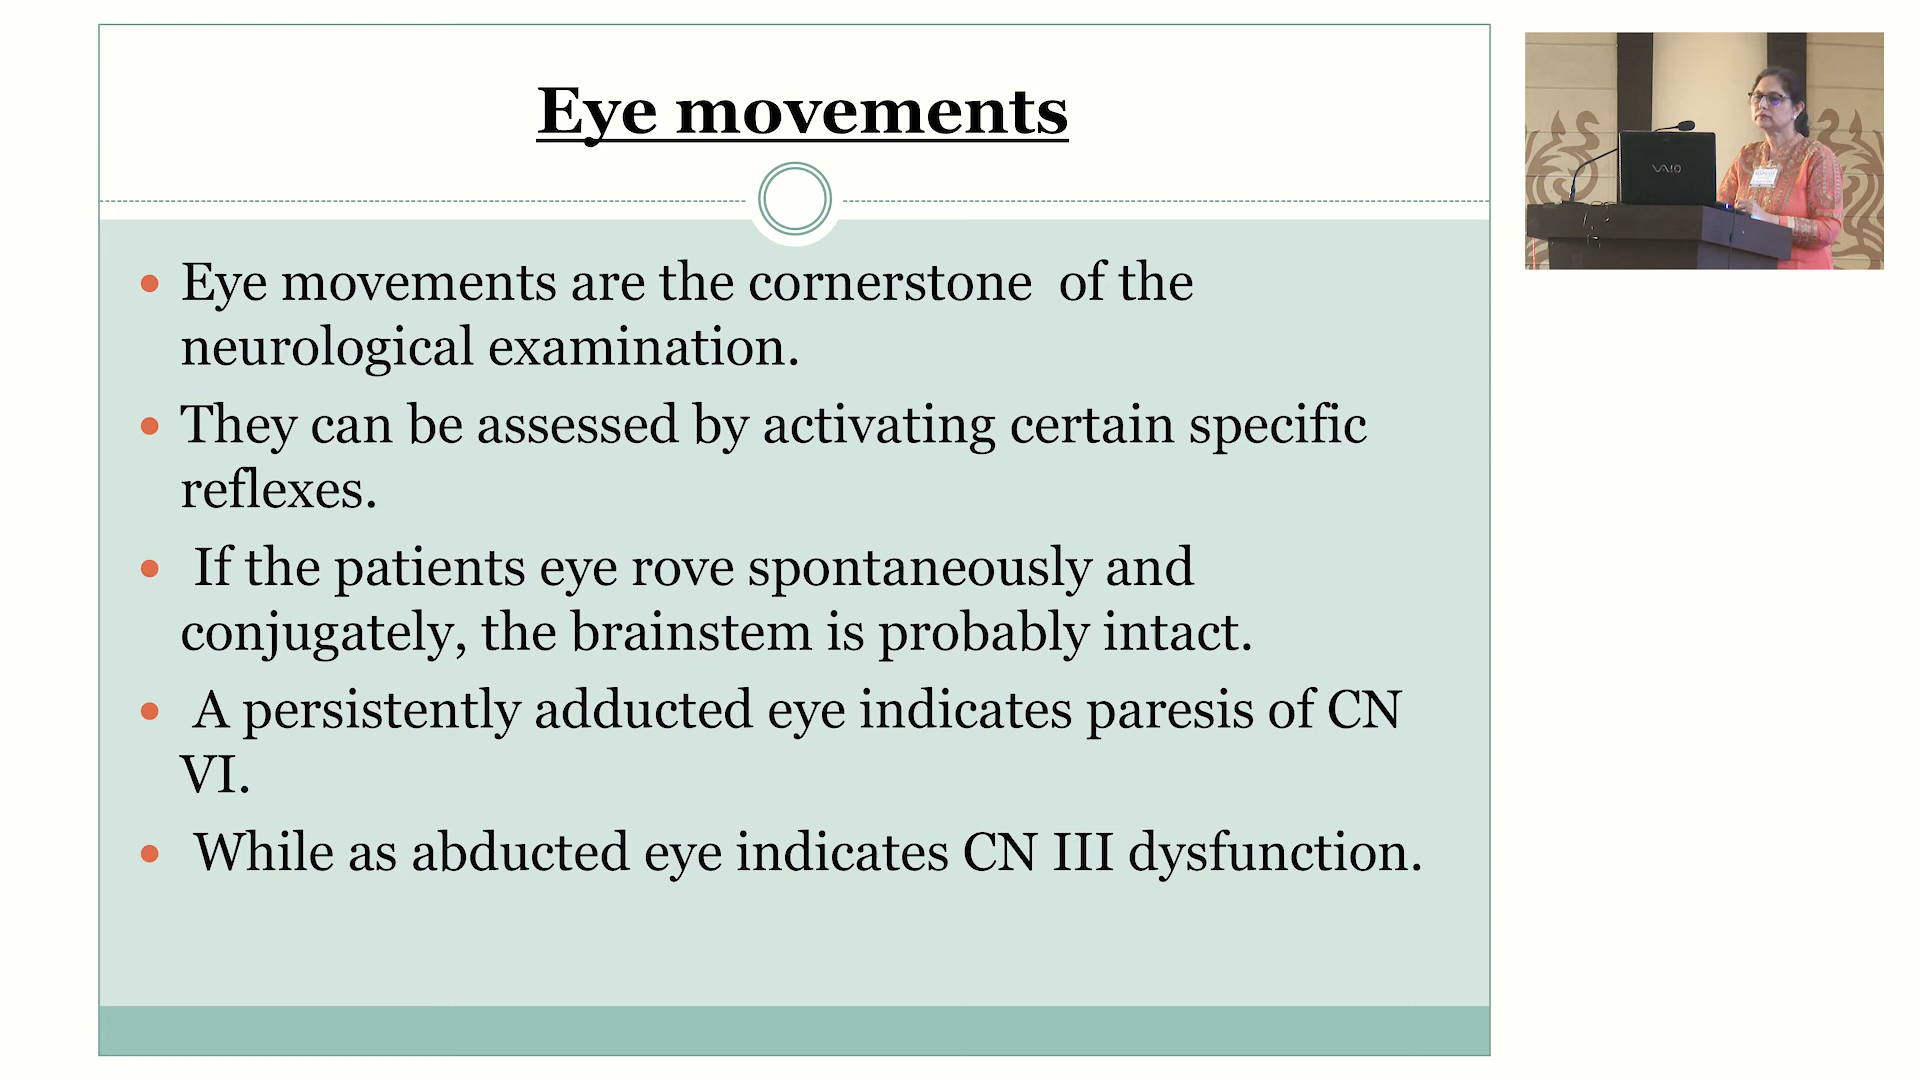 Eye movements
Eye movements are the cornerstone of the
neurological examination.
They can be assessed by activating certain specific
reflexes.
If the patients eye rove spontaneously and
conjugately, the brainstem is probably intact.
A persistently adducted eye indicates paresis of CN
VI.
While as abducted eye indicates CN III dysfunction.
VAIO